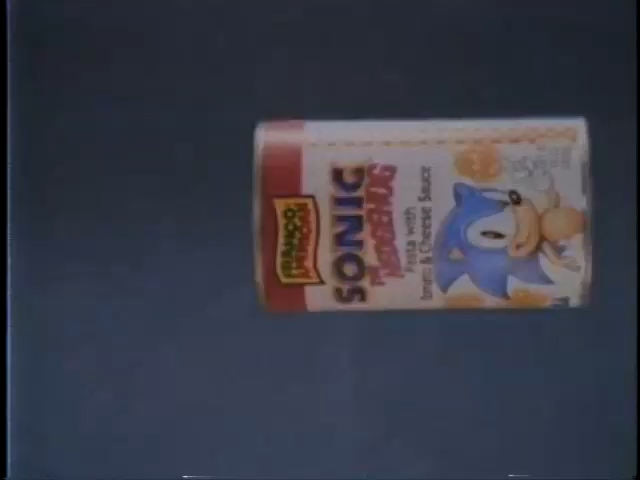 FRANCO-
AMERICAN
SONIC
THE
HEDGEHOG
Pasta with
Tomato & Cheese Sauce